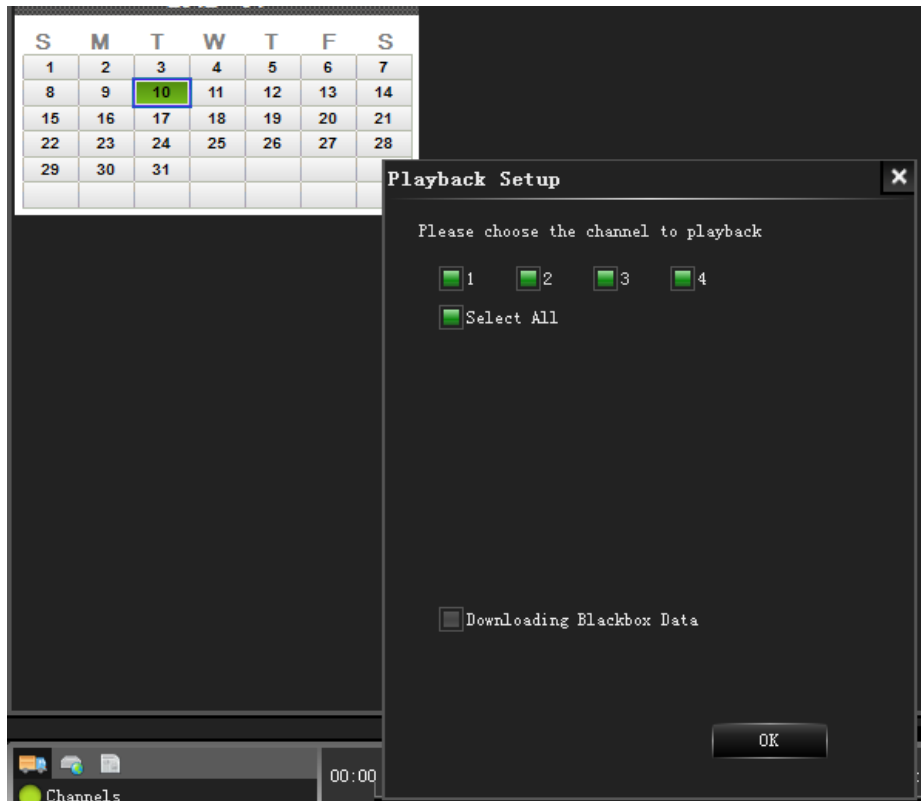 S M T W T F S
1 2 3 4 5 6 7
8 9 10 11 12 13 14
15 16 17 18 19 20 21
22 23 24 25 26 27 28
29 30 31
Playback Setup
Please choose the channel to playback
1 2 3 4
Select All
Downloading Blackbox Data
OK
00:00
Channels